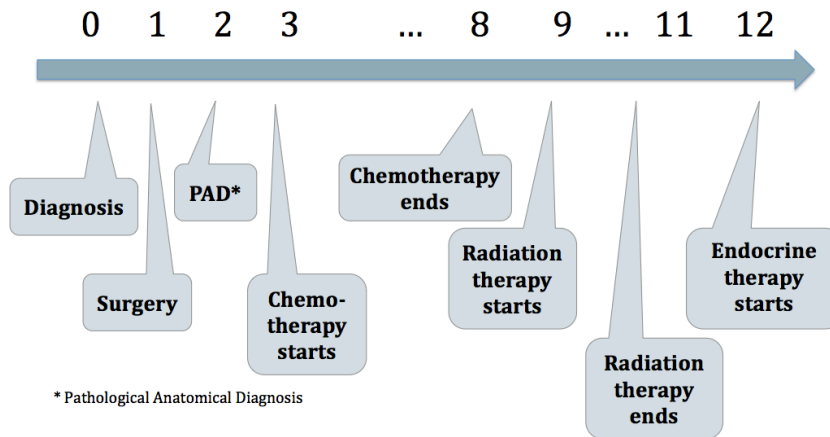 0 1 2 3 ... 8 9 ... 11 12
Diagnosis
Surgery
PAD*
Chemo-
therapy
starts
Chemotherapy
ends
Radiation
therapy
starts
Radiation
therapy
ends
Endocrine
therapy
starts
* Pathological Anatomical Diagnosis